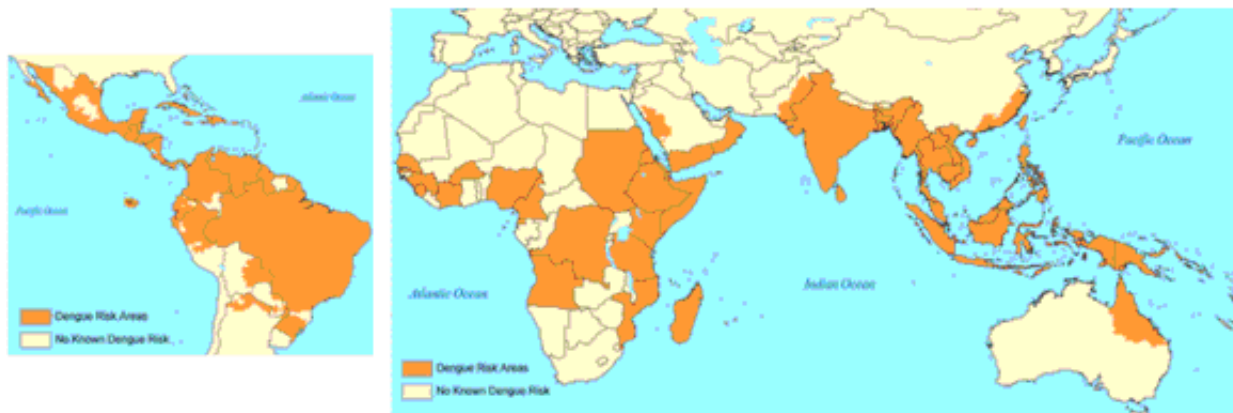 Atlantic Ocean
Pacific Ocean
Dengue Risk Areas
No Known Dengue Risk
Pacific Ocean
Atlantic Ocean
Indian Ocean
Dengue Risk Areas
No Known Dengue Risk